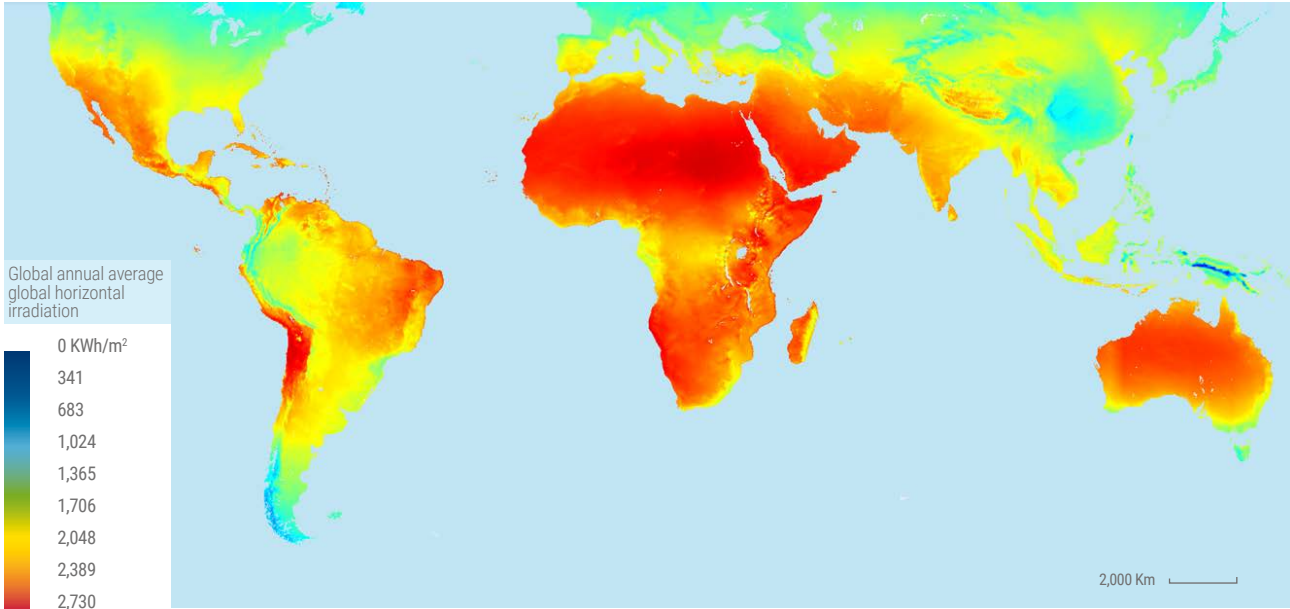 Global annual average
global horizontal
irradiation
0 KWh/m²
341
683
1,024
1,365
1,706
2,048
2,389
2,730
2,000 Km